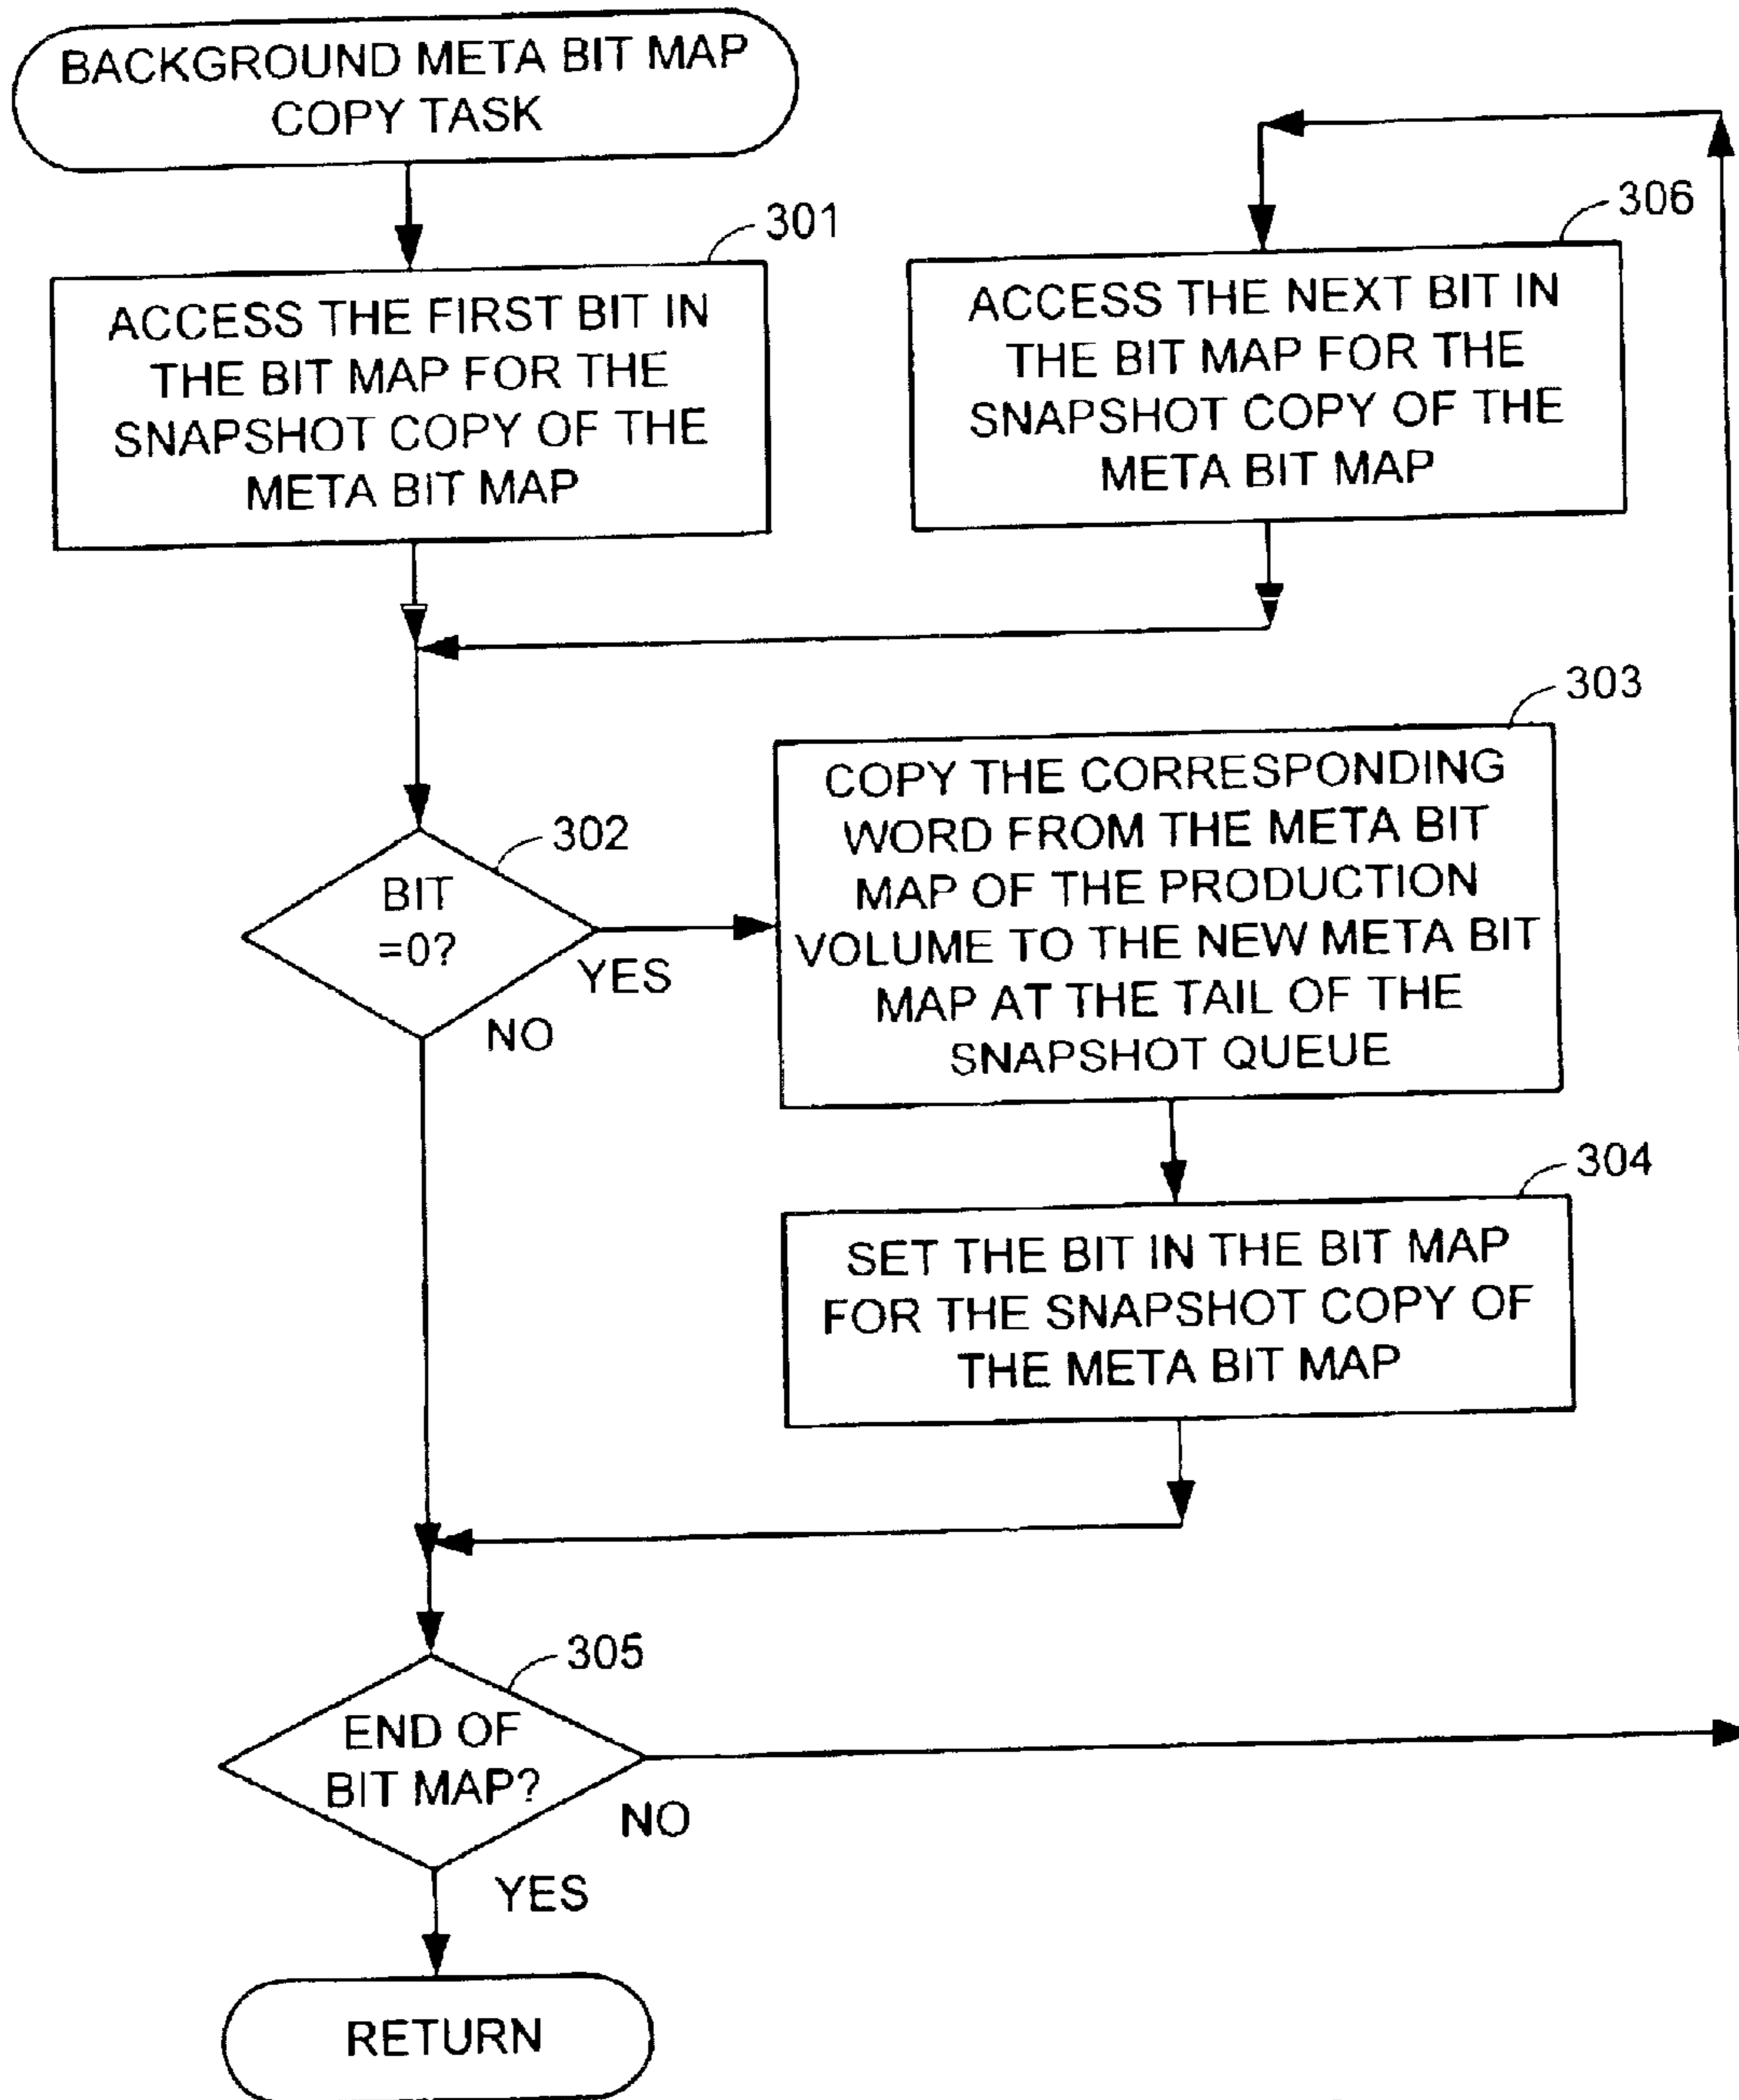 BACKGROUND META BIT MAP
COPY TASK
301
ACCESS THE FIRST BIT IN
THE BIT MAP FOR THE
SNAPSHOT COPY OF THE
META BIT MAP
306
ACCESS THE NEXT BIT IN
THE BIT MAP FOR THE
SNAPSHOT COPY OF THE
META BIT MAP
302
BIT
=0?
YES
NO
303
COPY THE CORRESPONDING
WORD FROM THE META BIT
MAP OF THE PRODUCTION
VOLUME TO THE NEW META BIT
MAP AT THE TAIL OF THE
SNAPSHOT QUEUE
304
SET THE BIT IN THE BIT MAP
FOR THE SNAPSHOT COPY OF
THE META BIT MAP
305
END OF
BIT MAP?
NO
YES
RETURN